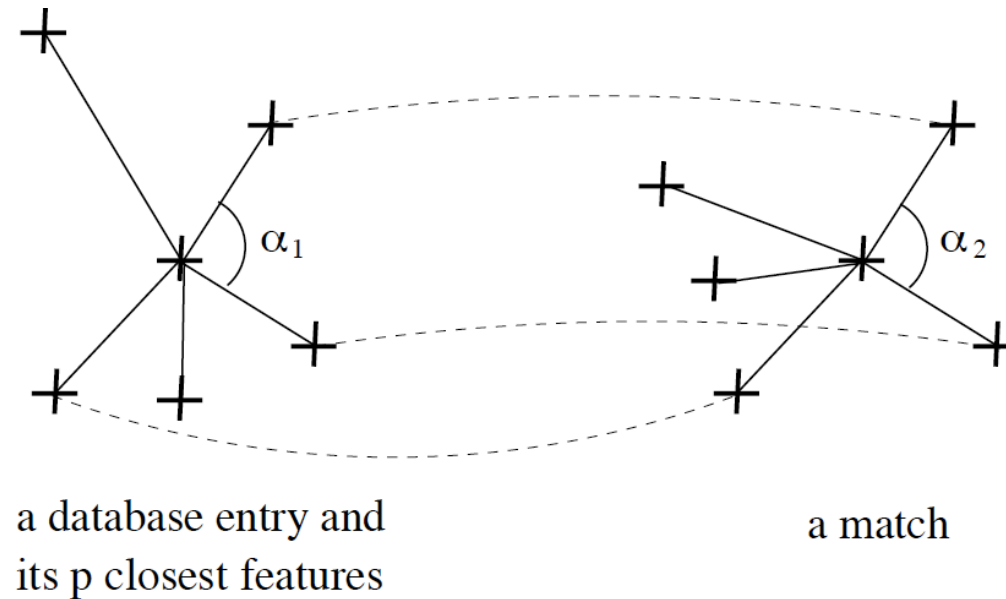 α₁
α₂
a database entry and
its p closest features
a match